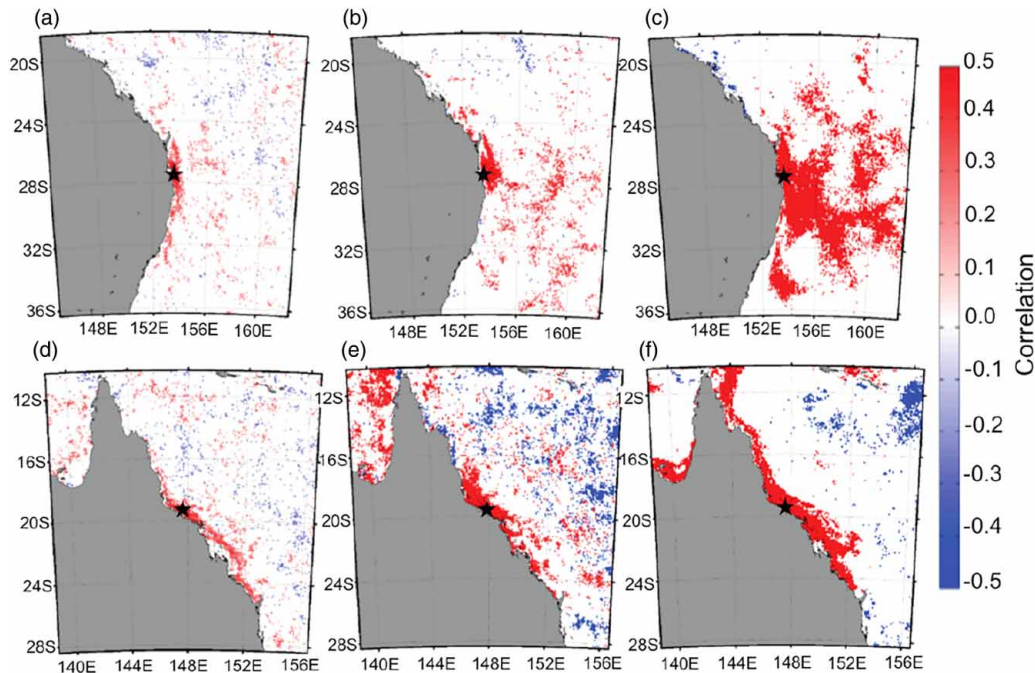 (a)
(b)
(c)
20S
24S
28S
32S
36S
148E 152E 156E 160E
20S
24S
28S
32S
36S
148E 152E 156E 160E
20S
24S
28S
32S
36S
148E 152E 156E 160E
(d)
(e)
(f)
12S
16S
20S
24S
28S
140E 144E 148E 152E 156E
12S
16S
20S
24S
28S
140E 144E 148E 152E 156E
12S
16S
20S
24S
28S
140E 144E 148E 152E 156E
0.5
0.4
0.3
0.2
0.1
0.0
-0.1
-0.2
-0.3
-0.4
-0.5
Correlation